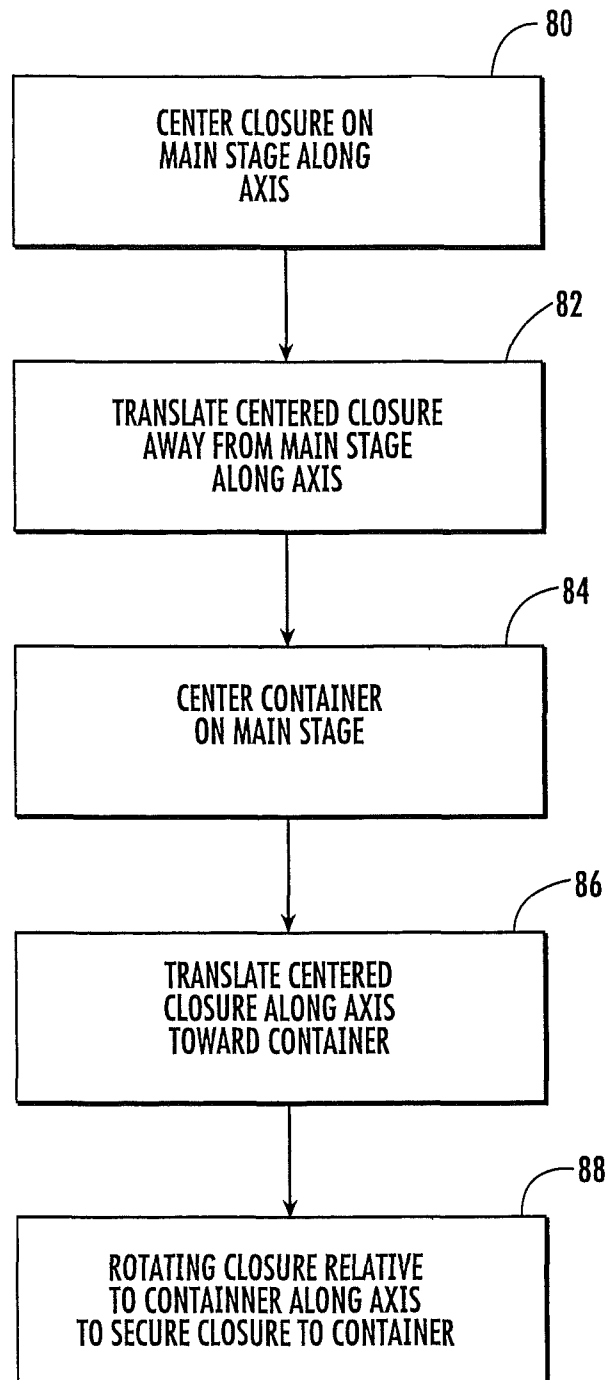 80
CENTER CLOSURE ON
MAIN STAGE ALONG
AXIS
82
TRANSLATE CENTERED CLOSURE
AWAY FROM MAIN STAGE
ALONG AXIS
84
CENTER CONTAINER
ON MAIN STAGE
86
TRANSLATE CENTERED
CLOSURE ALONG AXIS
TOWARD CONTAINER
88
ROTATING CLOSURE RELATIVE
TO CONTAINNER ALONG AXIS
TO SECURE CLOSURE TO CONTAINER